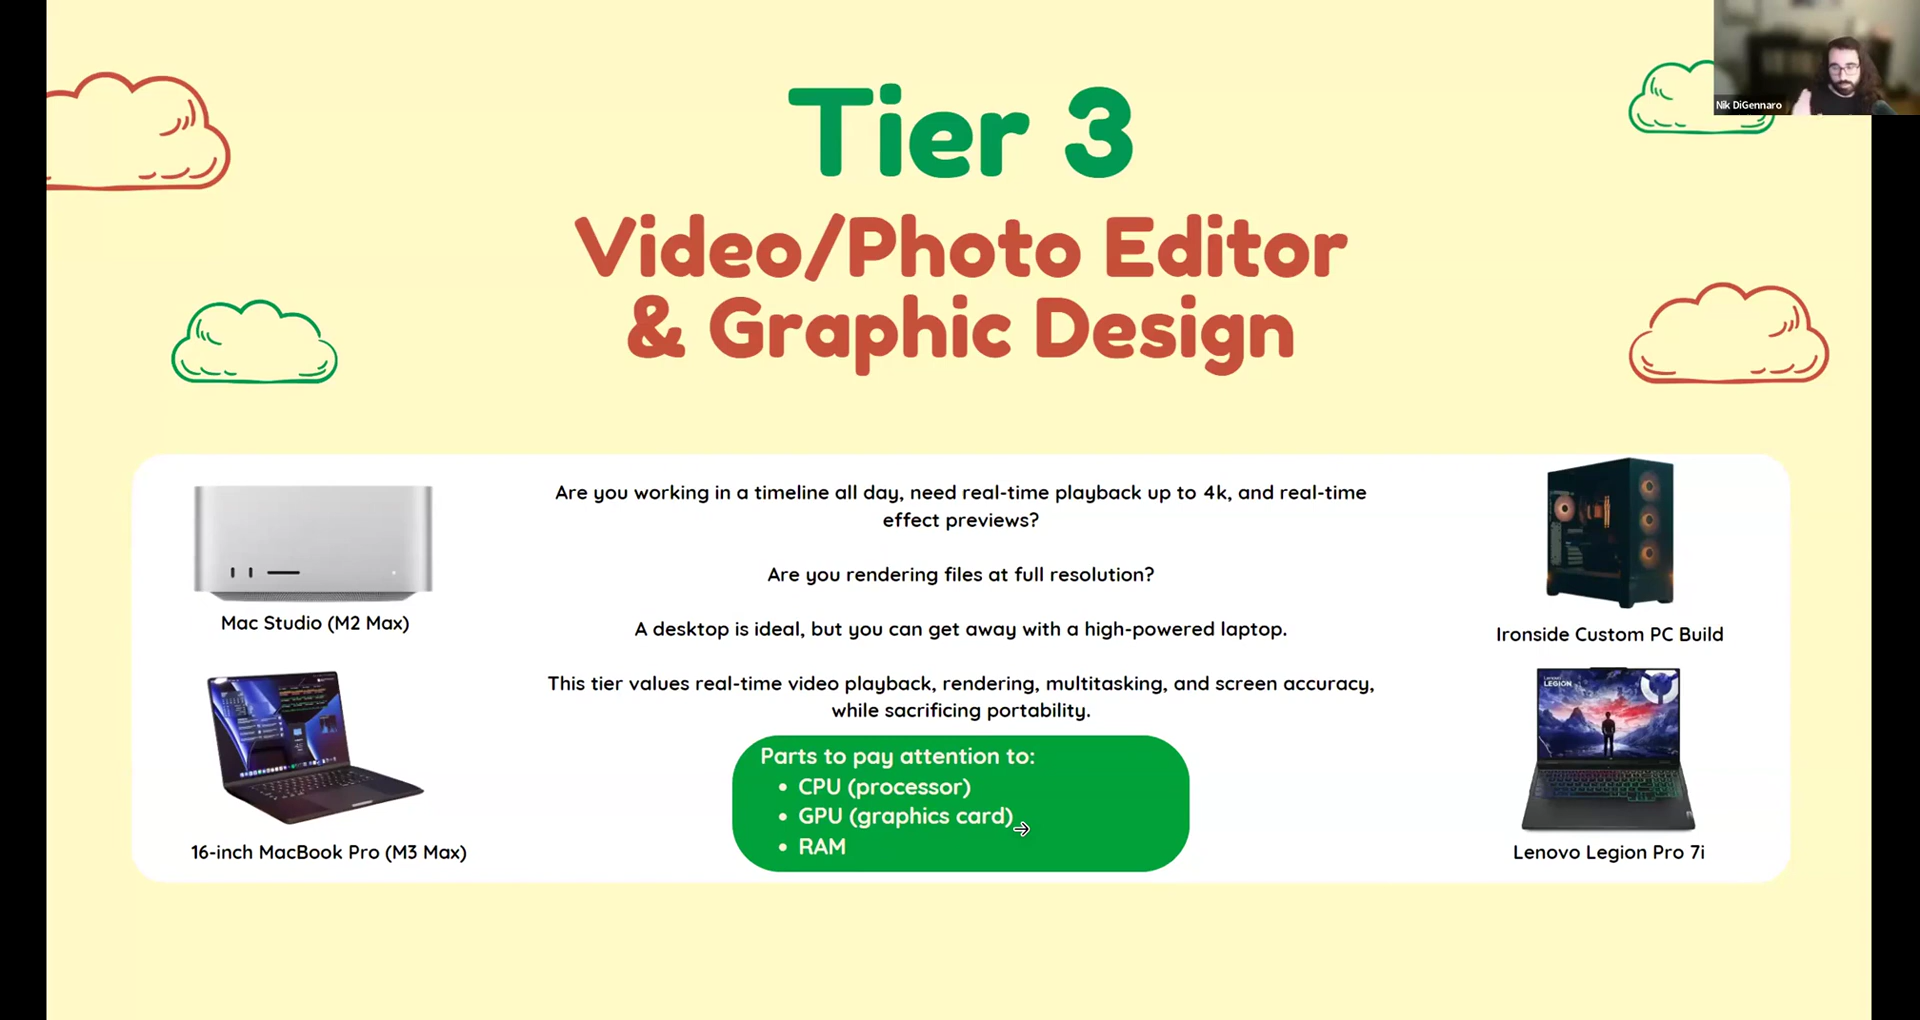 Nik DiGennaro
Tier 3
Video/Photo Editor
& Graphic Design
Are you working in a timeline all day, need real-time playback up to 4k, and real-time
effect previews?
Are you rendering files at full resolution?
A desktop is ideal, but you can get away with a high-powered laptop.
This tier values real-time video playback, rendering, multitasking, and screen accuracy,
while sacrificing portability.
Parts to pay attention to:
• CPU (processor)
• GPU (graphics card)
• RAM
Mac Studio (M2 Max)
16-inch MacBook Pro (M3 Max)
Ironside Custom PC Build
Lenovo
LEGION
Lenovo Legion Pro 7i